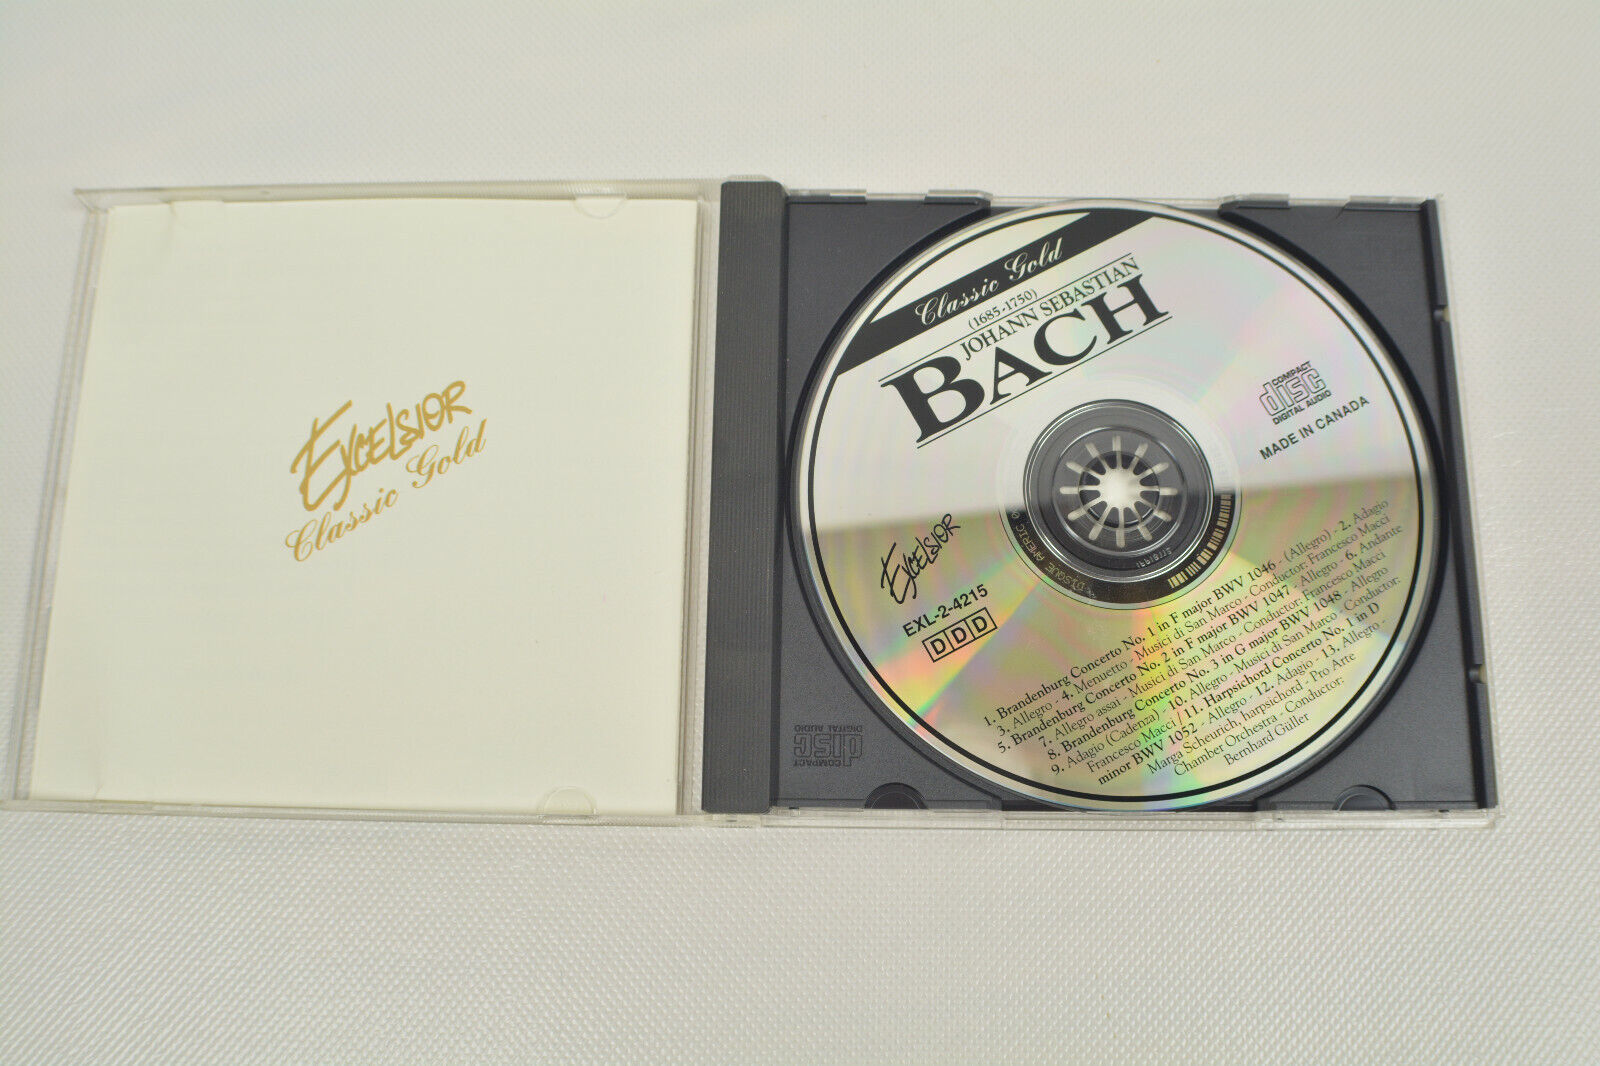 EXCELSIOR
Classic Gold
Classic Gold
(1685-1750)
JOHANN SEBASTIAN
BACH
COMPACT
disc
DIGITAL AUDIO
MADE IN CANADA
EXCELSIOR
EXL-2-4215
DDD
DISQUE AMERIC
1. Brandenburg Concerto No. 1 in F major BWV 1046 - (Allegro) - 2. Adagio
3. Allegro - 4. Menuetto - Musici di San Marco - Conductor: Francesco Macci
5. Brandenburg Concerto No. 2 in F major BWV 1047 - Allegro - 6. Andante
7. Allegro assai - Musici di San Marco - Conductor: Francesco Macci
8. Brandenburg Concerto No. 3 in G major BWV 1048 - Allegro
9. Adagio (Cadenza) - 10. Allegro - Musici di San Marco - Conductor:
Francesco Macci / 11. Harpsichord Concerto No. 1 in D
minor BWV 1052 - Allegro - 12. Adagio - 13. Allegro -
Marga Scheurich, harpsichord - Pro Arte
Chamber Orchestra - Conductor:
Bernhard Güller
COMPACT
disc
DIGITAL AUDIO